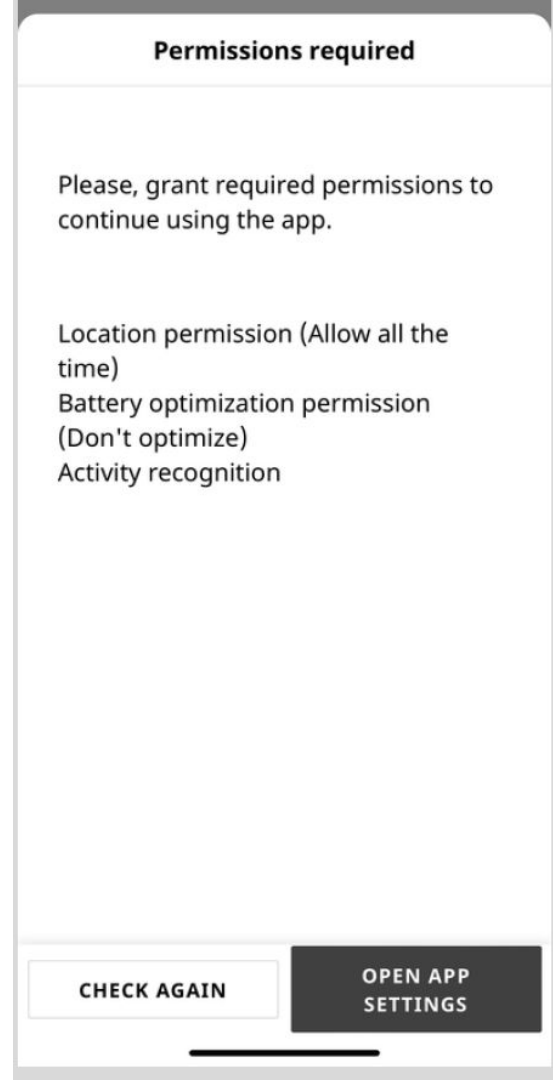 Permissions required
Please, grant required permissions to
continue using the app.
Location permission (Allow all the
time)
Battery optimization permission
(Don't optimize)
Activity recognition
CHECK AGAIN
OPEN APP
SETTINGS